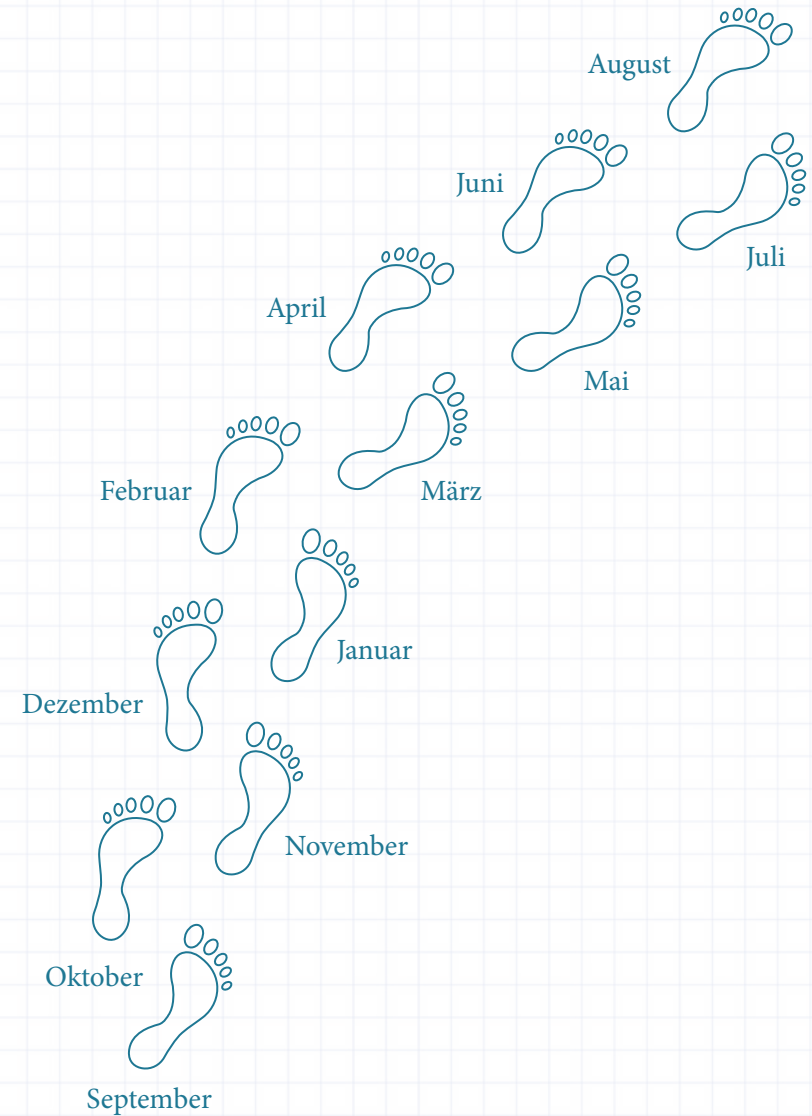 August
Juni
Juli
April
Mai
Februar
März
Januar
Dezember
November
Oktober
September